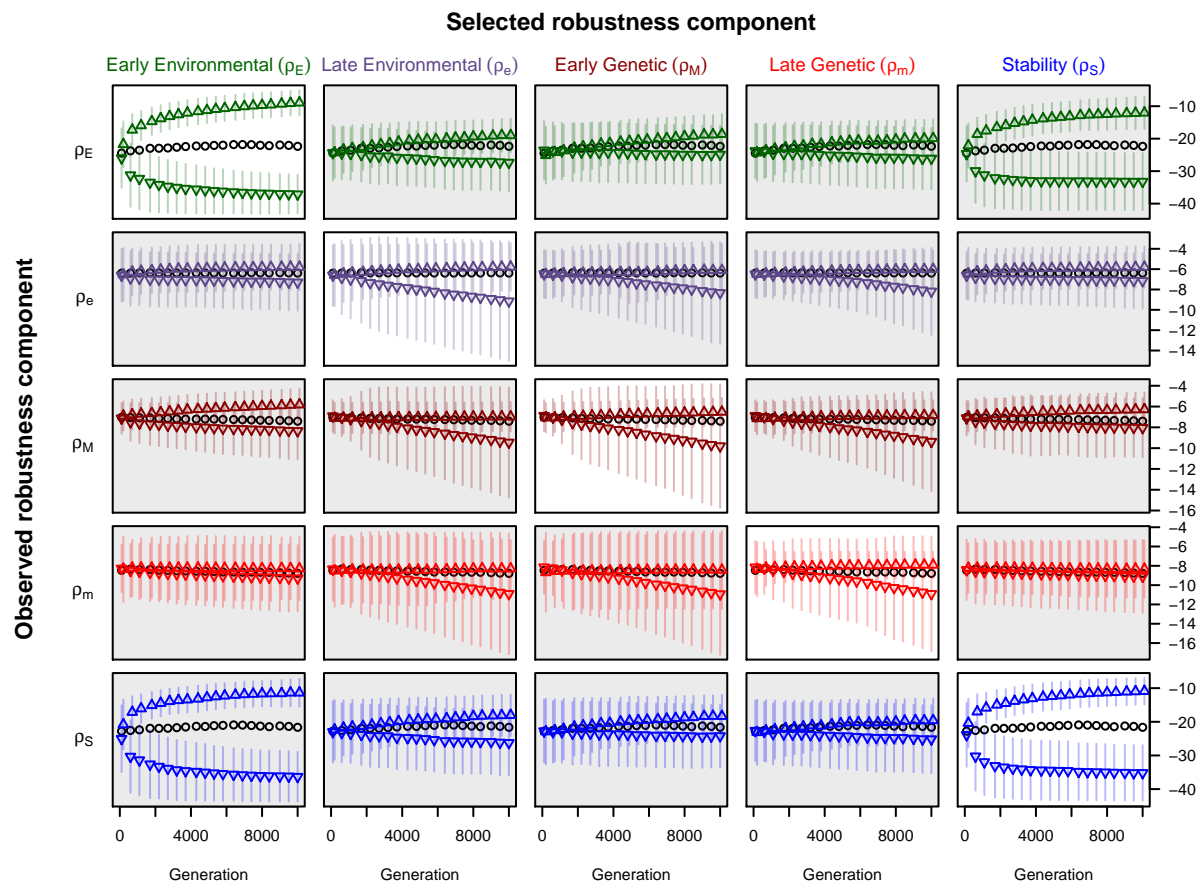 Selected robustness component
Early Environmental (ρE) Late Environmental (ρe) Early Genetic (ρM) Late Genetic (ρm) Stability (ρS)
Observed robustness component
ρE
−10
−20
−30
−40
ρe
−4
−6
−8
−10
−12
−14
ρM
−4
−6
−8
−10
−12
−14
−16
ρm
−4
−6
−8
−10
−12
−14
−16
ρS
−10
−20
−30
−40
0 4000 8000 0 4000 8000 0 4000 8000 0 4000 8000 0 4000 8000
Generation Generation Generation Generation Generation